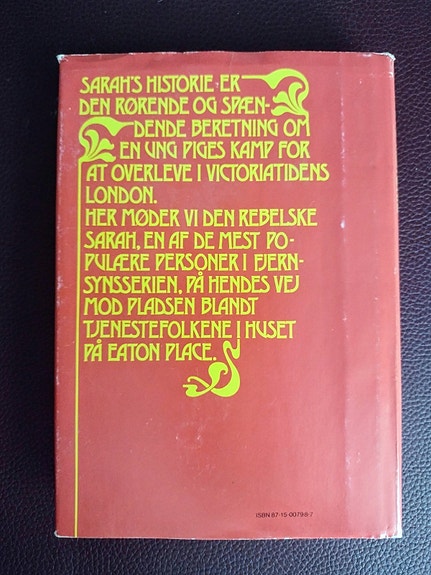 SARAH'S HISTORIE ER
DEN RØRENDE OG SPÆN-
DENDE BERETNING OM
EN UNG PIGES KAMP FOR
AT OVERLEVE I VICTORIATIDENS
LONDON.
HER MØDER VI DEN REBELSKE
SARAH, EN AF DE MEST PO-
PULÆRE PERSONER I FJERN-
SYNSSERIEN, PÅ HENDES VEJ
MOD PLADSEN BLANDT
TJENESTEFOLKENE I HUSET
PÅ EATON PLACE.
ISBN 87-15-00798-7